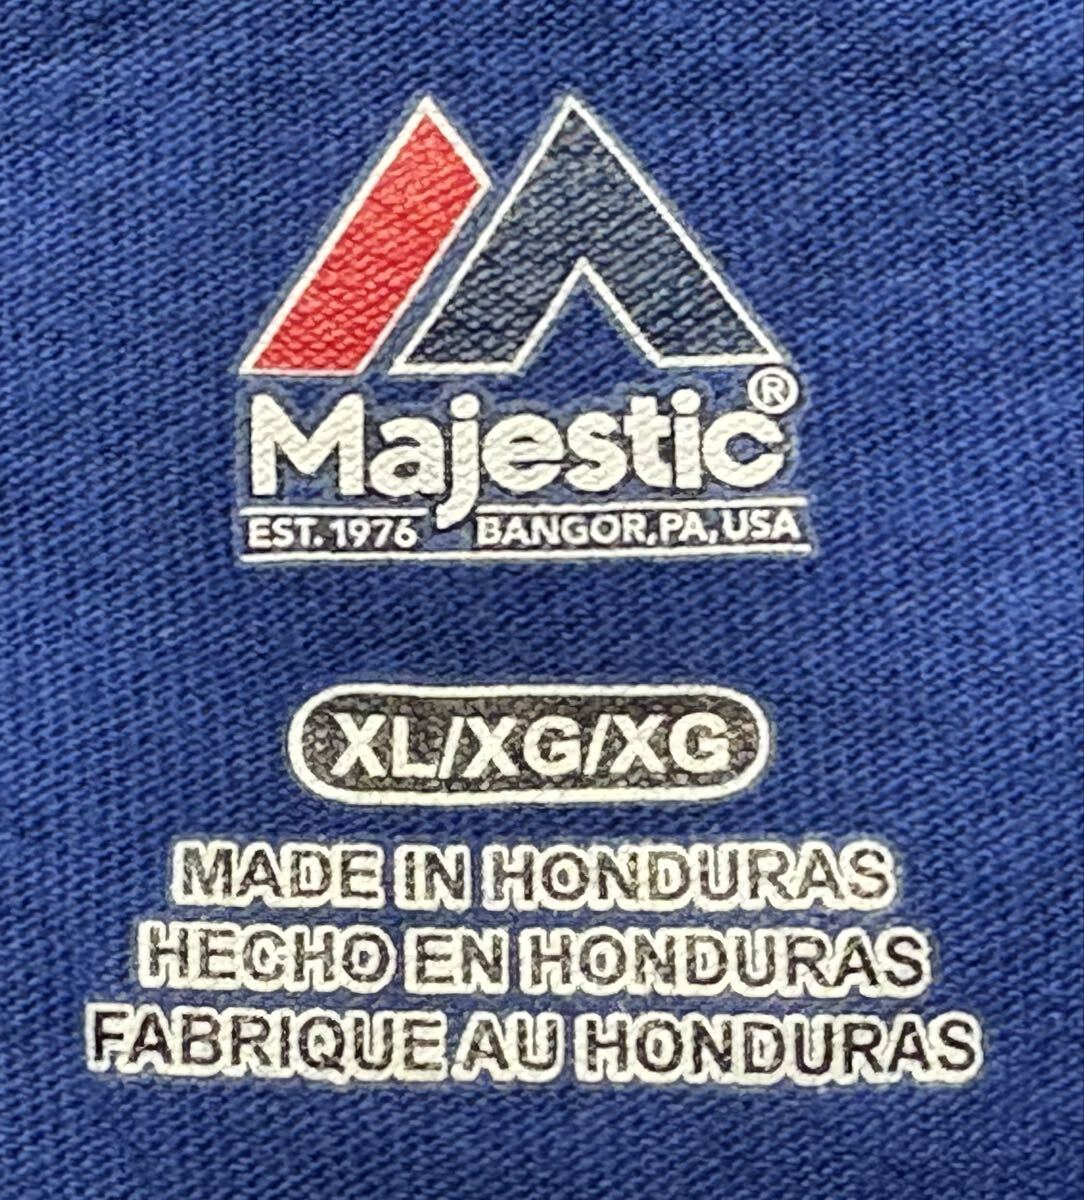 Majestic®
EST. 1976 BANGOR, PA, USA
XL/XG/XG
MADE IN HONDURAS
HECHO EN HONDURAS
FABRIQUE AU HONDURAS